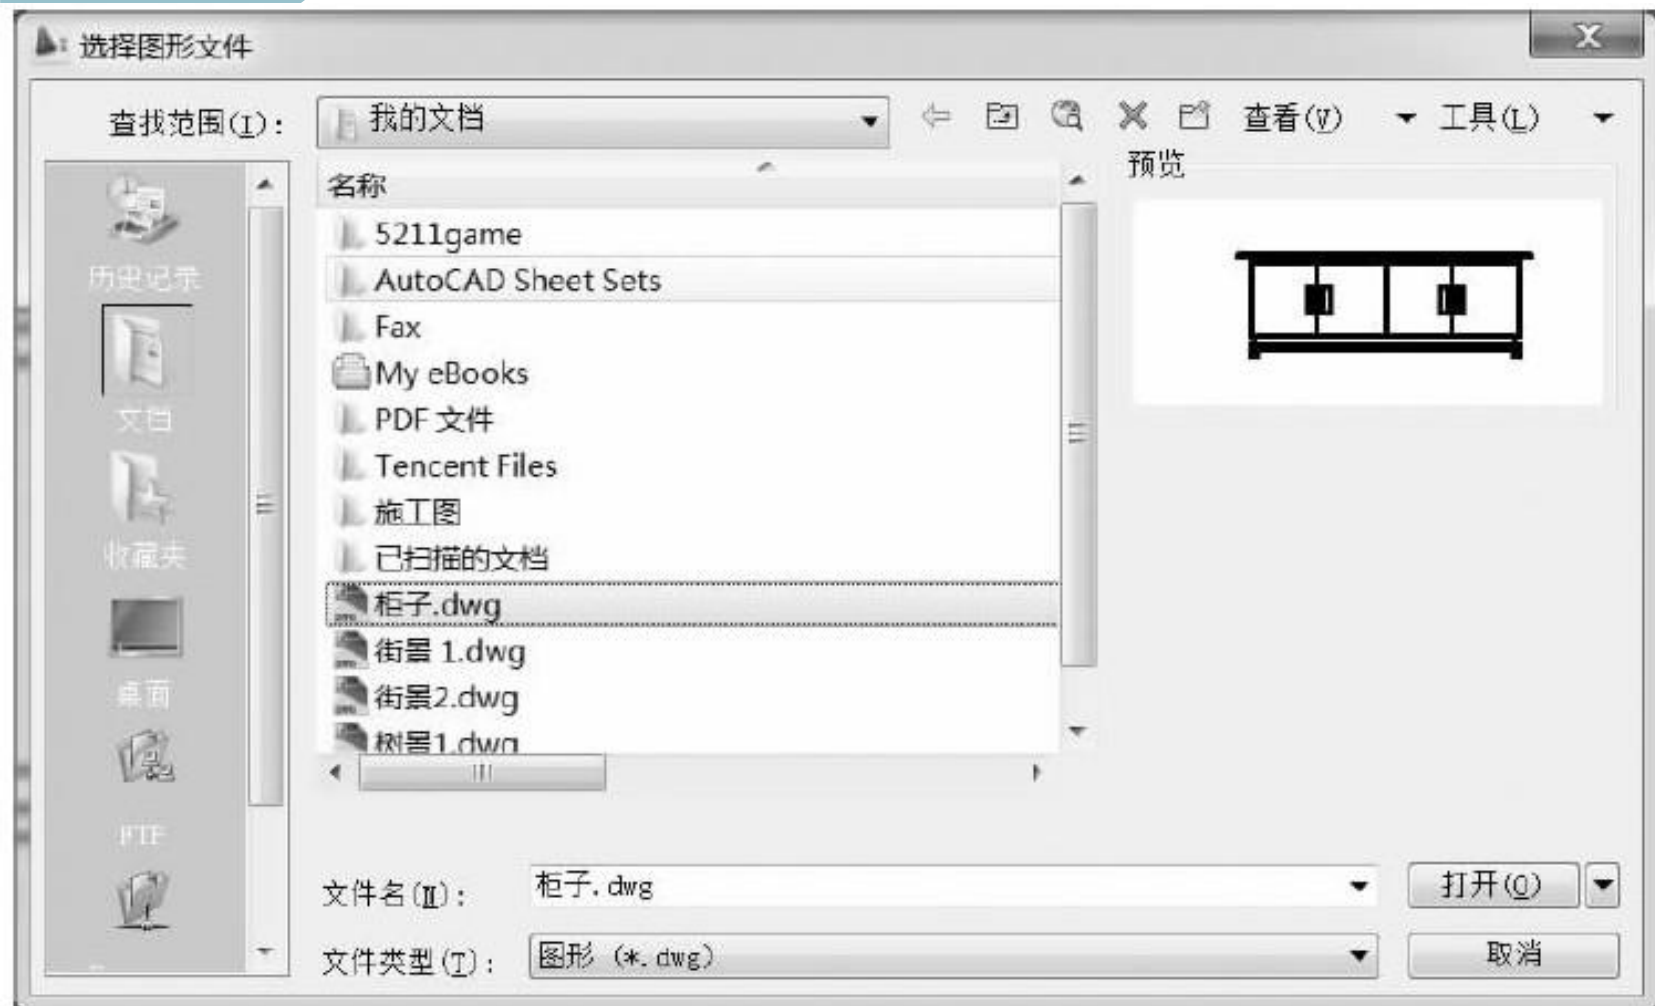 选择图形文件
查找范围(I): 我的文档 查看(V) 工具(L)
名称
预览
5211game
AutoCAD Sheet Sets
Fax
My eBooks
PDF 文件
Tencent Files
施工图
已扫描的文档
柜子.dwg
街景 1.dwg
街景2.dwg
树景1.dwg
历史记录
文档
收藏夹
桌面
FTP
文件名(N): 柜子.dwg 打开(O)
文件类型(T): 图形 (*.dwg) 取消